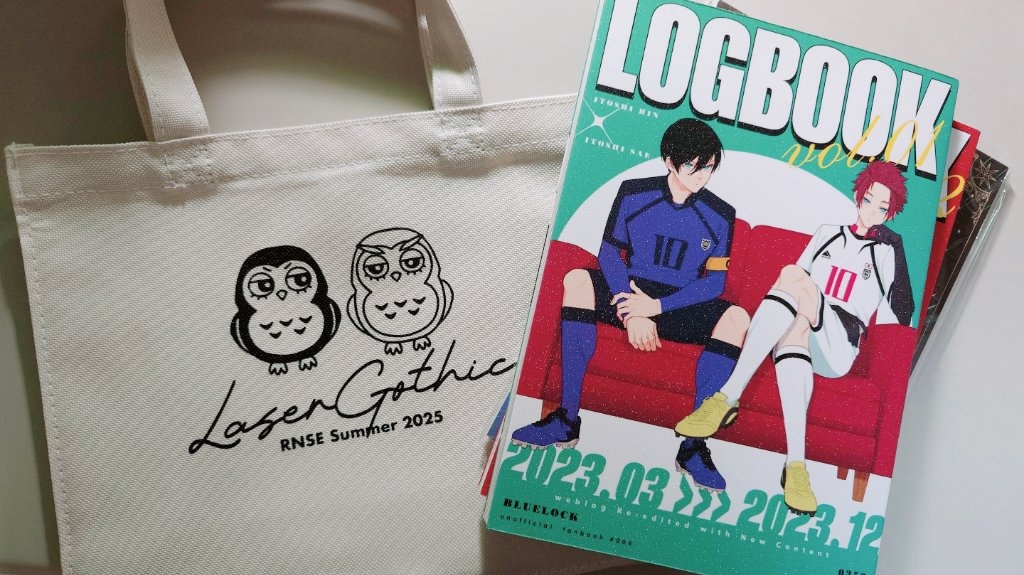 LaserGothic
RNSE Summer 2025
LOGBOOK
vol.01
2
ITOSHI RIN
ITOSHI SAE
10
10
2023.03 >>> 2023.12
weblog Re-edited with New Content
BLUELOCK
unofficial fanbook #004